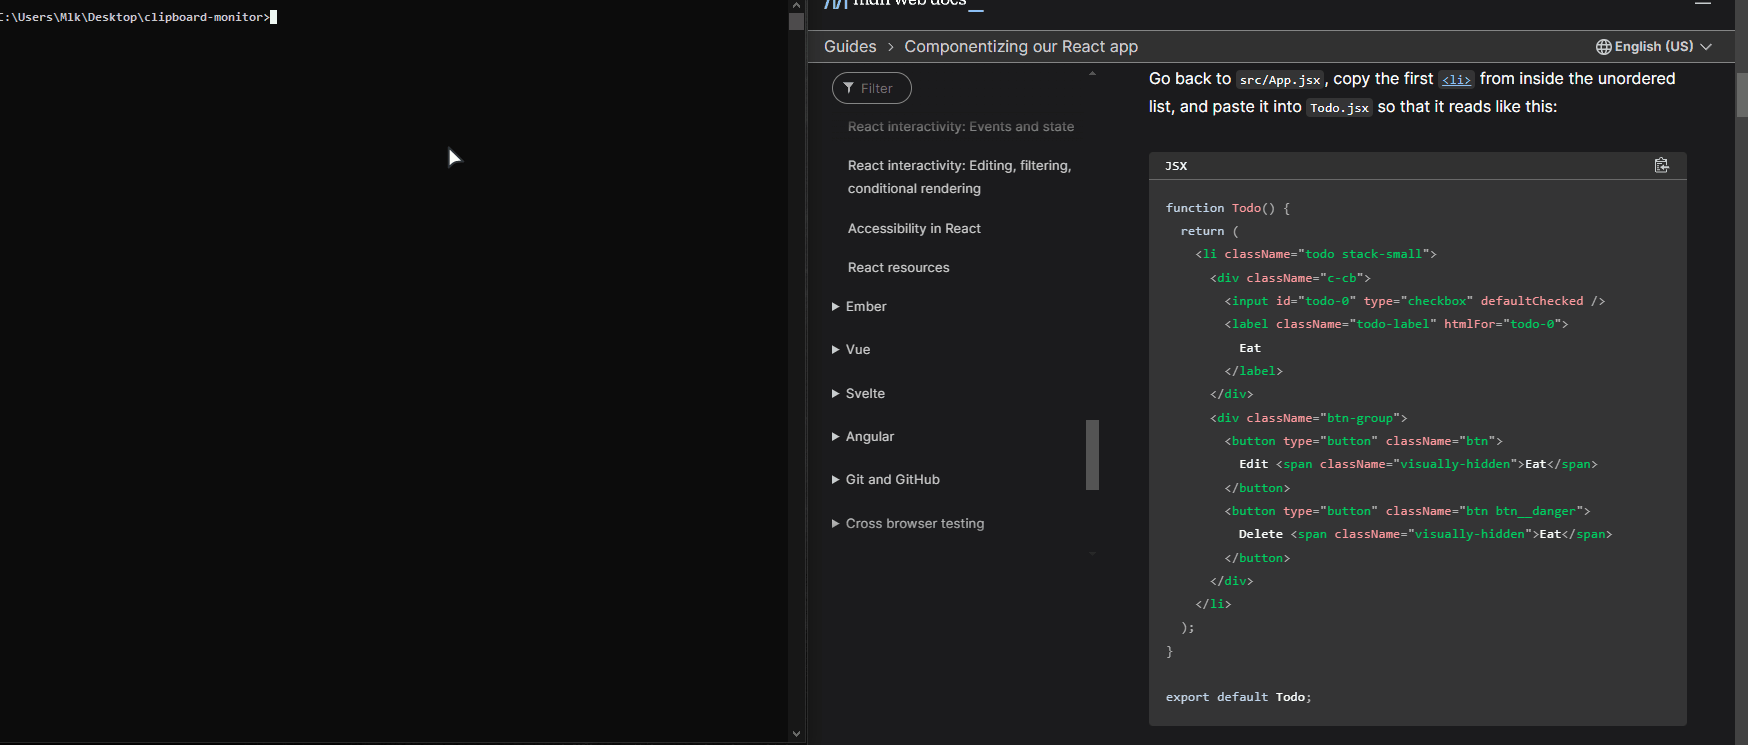 C:\Users\Mlk\Desktop\clipboard-monitor>
mdn web docs_
Guides > Componentizing our React app
English (US)
Filter
React interactivity: Events and state
React interactivity: Editing, filtering,
conditional rendering
Accessibility in React
React resources
Ember
Vue
Svelte
Angular
Git and GitHub
Cross browser testing
Go back to src/App.jsx, copy the first <li> from inside the unordered
list, and paste it into Todo.jsx so that it reads like this:
JSX
function Todo() {
  return (
    <li className="todo stack-small">
      <div className="c-cb">
        <input id="todo-0" type="checkbox" defaultChecked />
        <label className="todo-label" htmlFor="todo-0">
          Eat
        </label>
      </div>
      <div className="btn-group">
        <button type="button" className="btn">
          Edit <span className="visually-hidden">Eat</span>
        </button>
        <button type="button" className="btn btn__danger">
          Delete <span className="visually-hidden">Eat</span>
        </button>
      </div>
    </li>
  );
}
export default Todo;